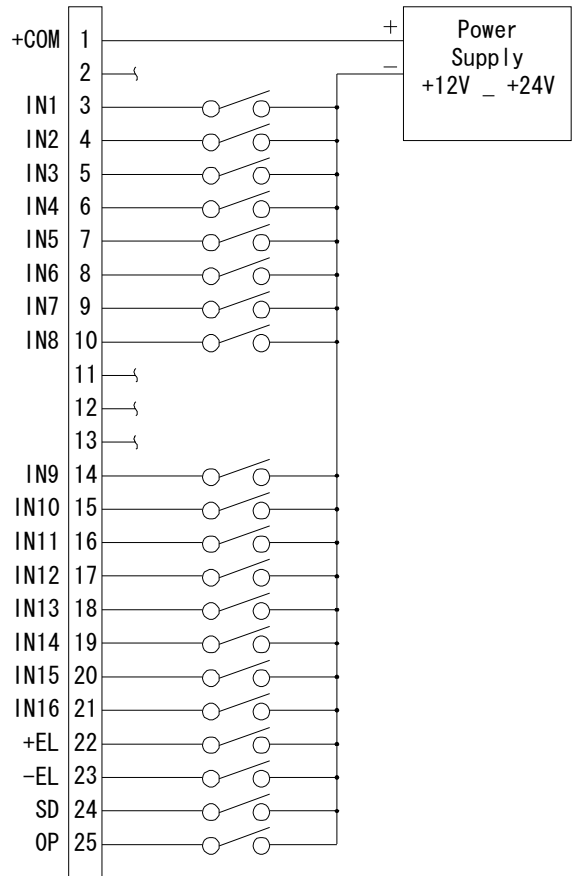 +COM 1
+ Power
Supply
− +12V _ +24V
2
IN1 3
IN2 4
IN3 5
IN4 6
IN5 7
IN6 8
IN7 9
IN8 10
11
12
13
IN9 14
IN10 15
IN11 16
IN12 17
IN13 18
IN14 19
IN15 20
IN16 21
+EL 22
−EL 23
SD 24
OP 25